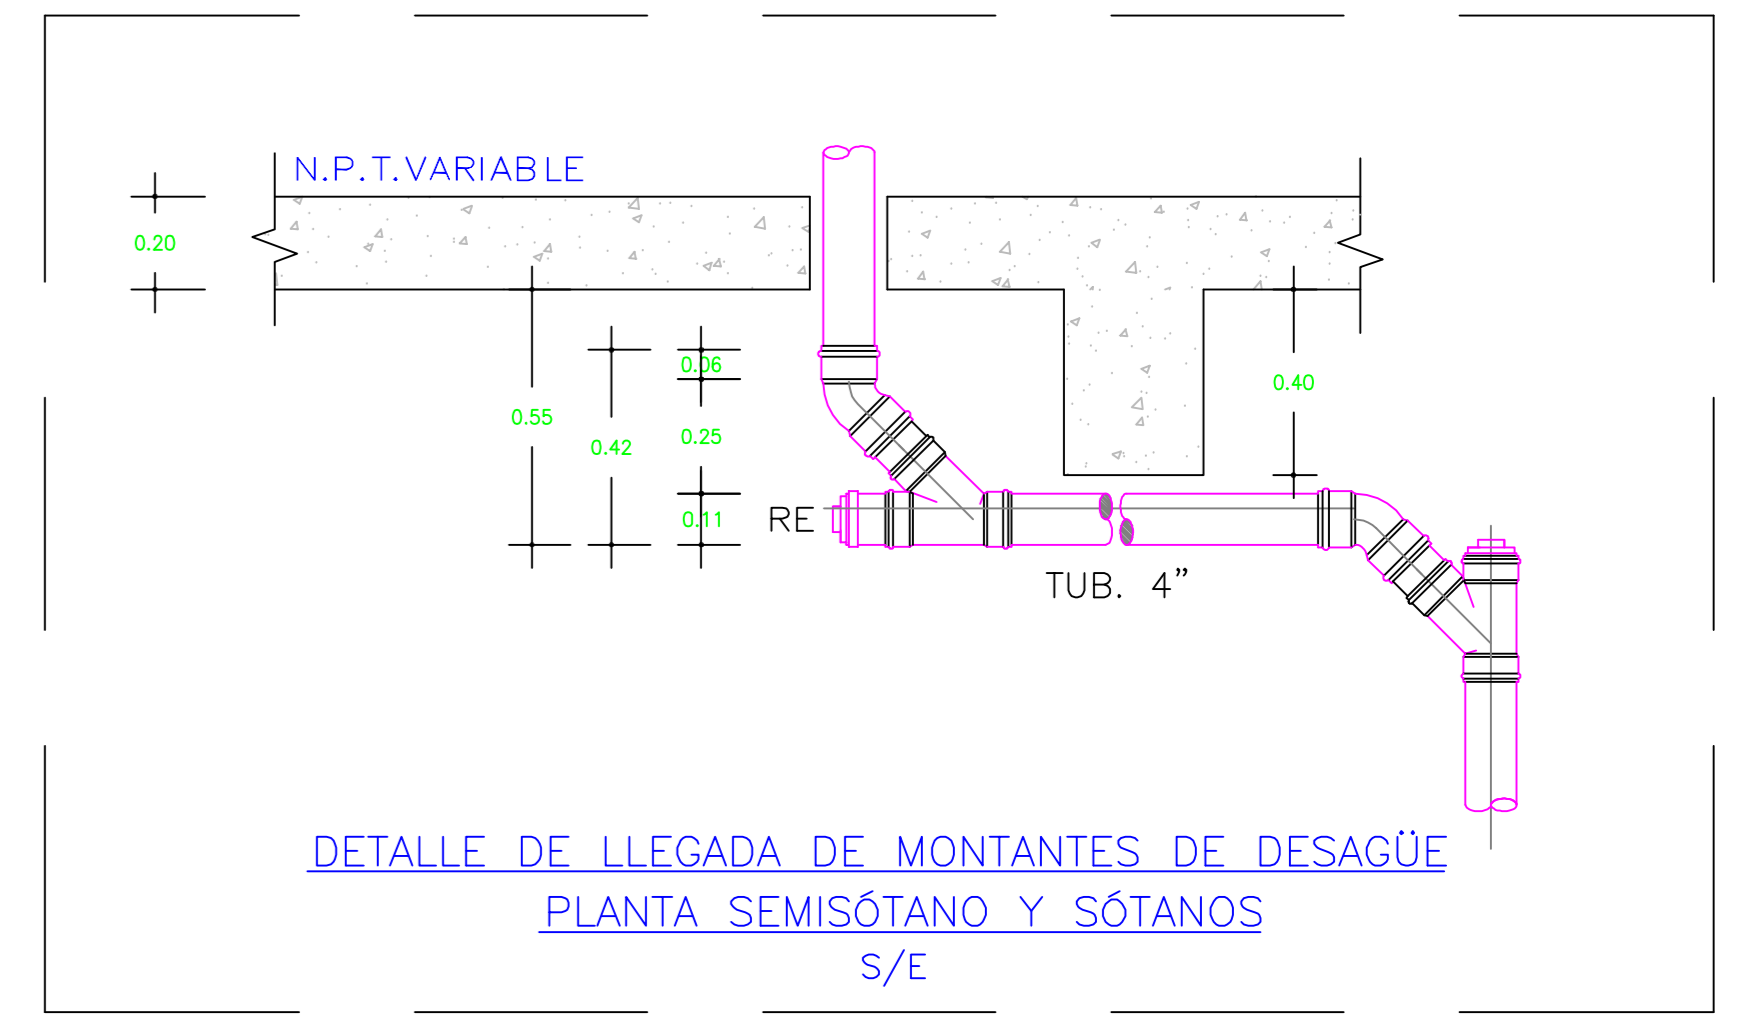 N.P.T.VARIABLE
0.20
0.06
0.40
0.55
0.25
0.42
0.11
RE
TUB. 4”
DETALLE DE LLEGADA DE MONTANTES DE DESAGÜE
PLANTA SEMISÓTANO Y SÓTANOS
S/E